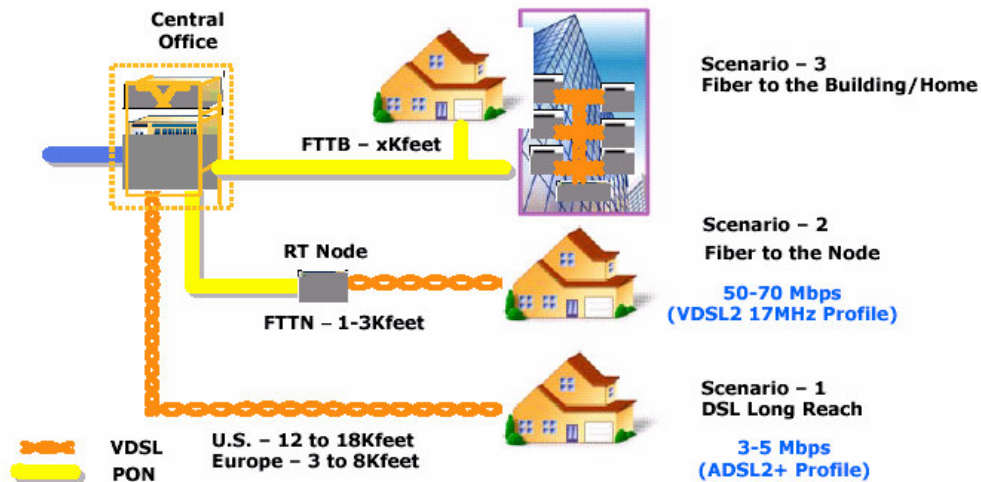 Central
Office
Scenario – 3
Fiber to the Building/Home
FTTB – xKfeet
Scenario – 2
Fiber to the Node
RT Node
50-70 Mbps
(VDSL2 17MHz Profile)
FTTN – 1-3Kfeet
Scenario – 1
DSL Long Reach
U.S. – 12 to 18Kfeet
Europe – 3 to 8Kfeet
3-5 Mbps
(ADSL2+ Profile)
VDSL
PON